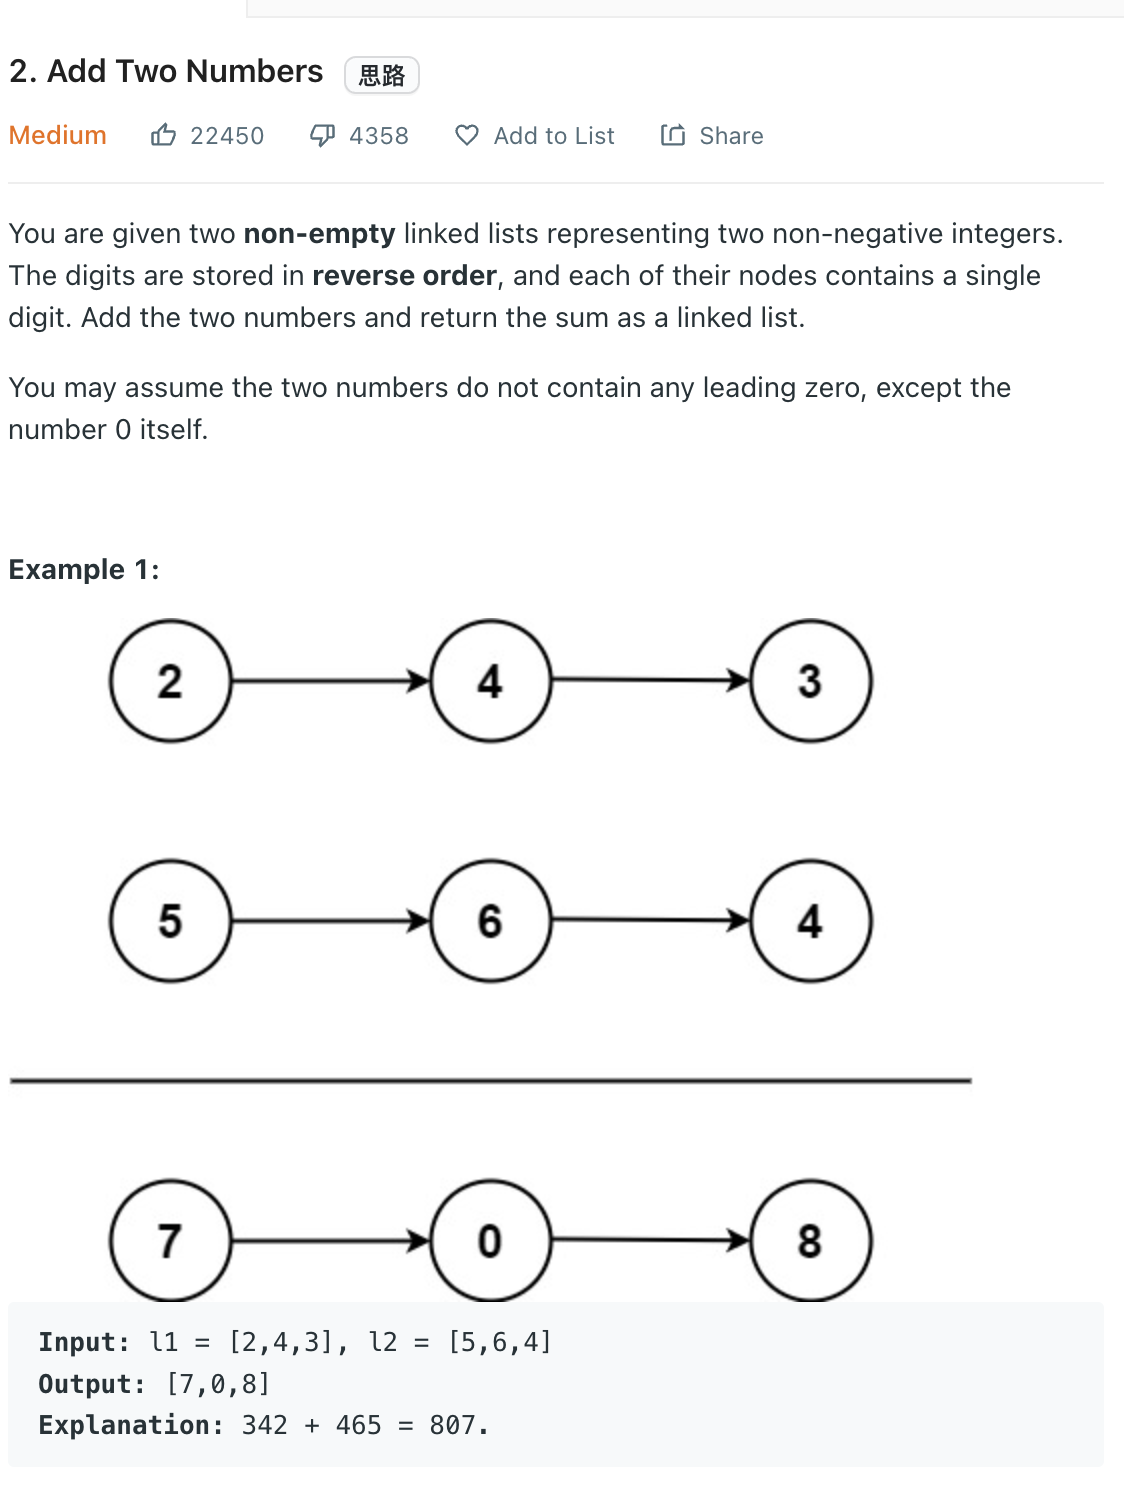 2. Add Two Numbers 思路
Medium 22450 4358 Add to List Share
You are given two non-empty linked lists representing two non-negative integers.
The digits are stored in reverse order, and each of their nodes contains a single
digit. Add the two numbers and return the sum as a linked list.
You may assume the two numbers do not contain any leading zero, except the
number 0 itself.
Example 1:
2 4 3
5 6 4
7 0 8
Input: l1 = [2,4,3], l2 = [5,6,4]
Output: [7,0,8]
Explanation: 342 + 465 = 807.